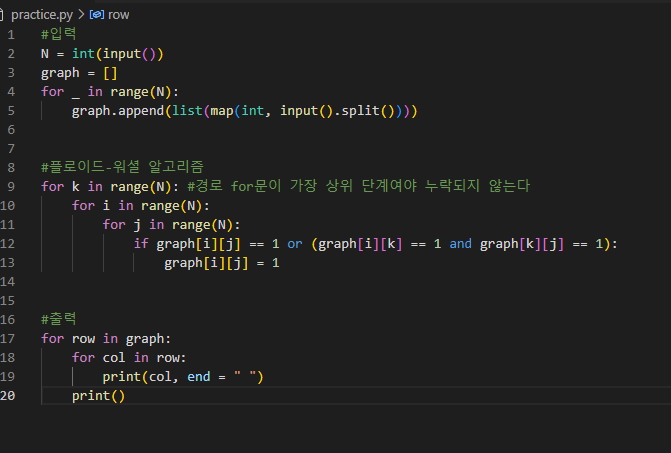 practice.py > row
1 #입력
2 N = int(input())
3 graph = []
4 for _ in range(N):
5     graph.append(list(map(int, input().split())))
6
7
8 #플로이드-워셜 알고리즘
9 for k in range(N): #경로 for문이 가장 상위 단계여야 누락되지 않는다
10     for i in range(N):
11         for j in range(N):
12             if graph[i][j] == 1 or (graph[i][k] == 1 and graph[k][j] == 1):
13                 graph[i][j] = 1
14
15
16 #출력
17 for row in graph:
18     for col in row:
19         print(col, end = " ")
20     print()